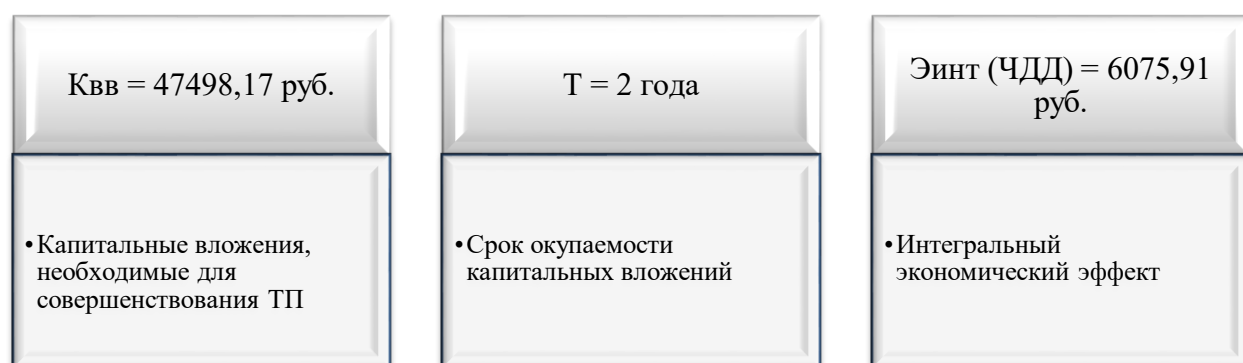 Квв = 47498,17 руб.
•Капитальные вложения,
необходимые для
совершенствования ТП
Т = 2 года
•Срок окупаемости
капитальных вложений
Эинт (ЧДД) = 6075,91
руб.
•Интегральный
экономический эффект